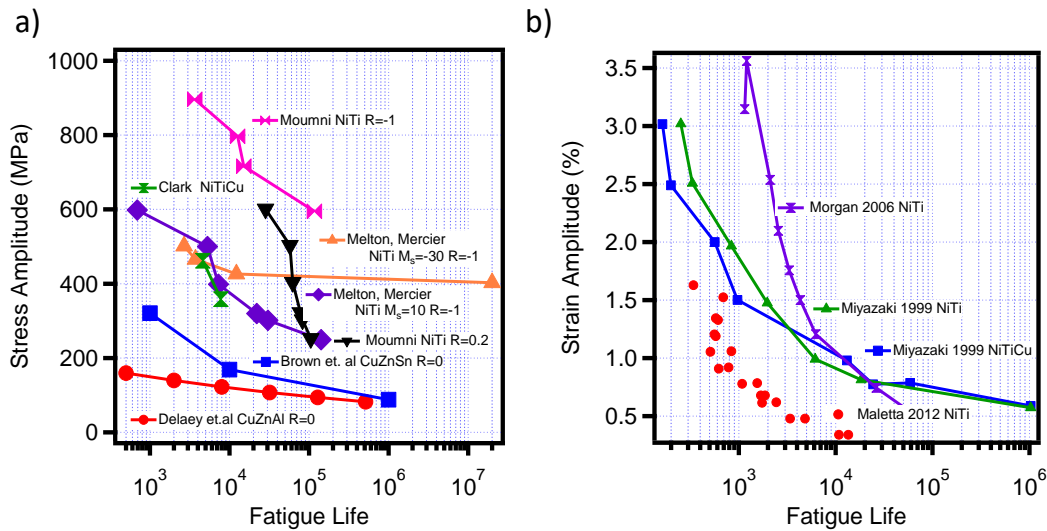 a)
1000
800
600
400
200
0
Stress Amplitude (MPa)
10³
10⁴
10⁵
10⁶
10⁷
Fatigue Life
Moumni NiTi R=-1
Clark NiTiCu
Melton, Mercier
NiTi Mₛ=-30 R=-1
Melton, Mercier
NiTi Mₛ=10 R=-1
Moumni NiTi R=0.2
Brown et. al CuZnSn R=0
Delaey et.al CuZnAl R=0
b)
3.5
3.0
2.5
2.0
1.5
1.0
0.5
Strain Amplitude (%)
10³
10⁴
10⁵
10⁶
Fatigue Life
Morgan 2006 NiTi
Miyazaki 1999 NiTi
Miyazaki 1999 NiTiCu
Maletta 2012 NiTi